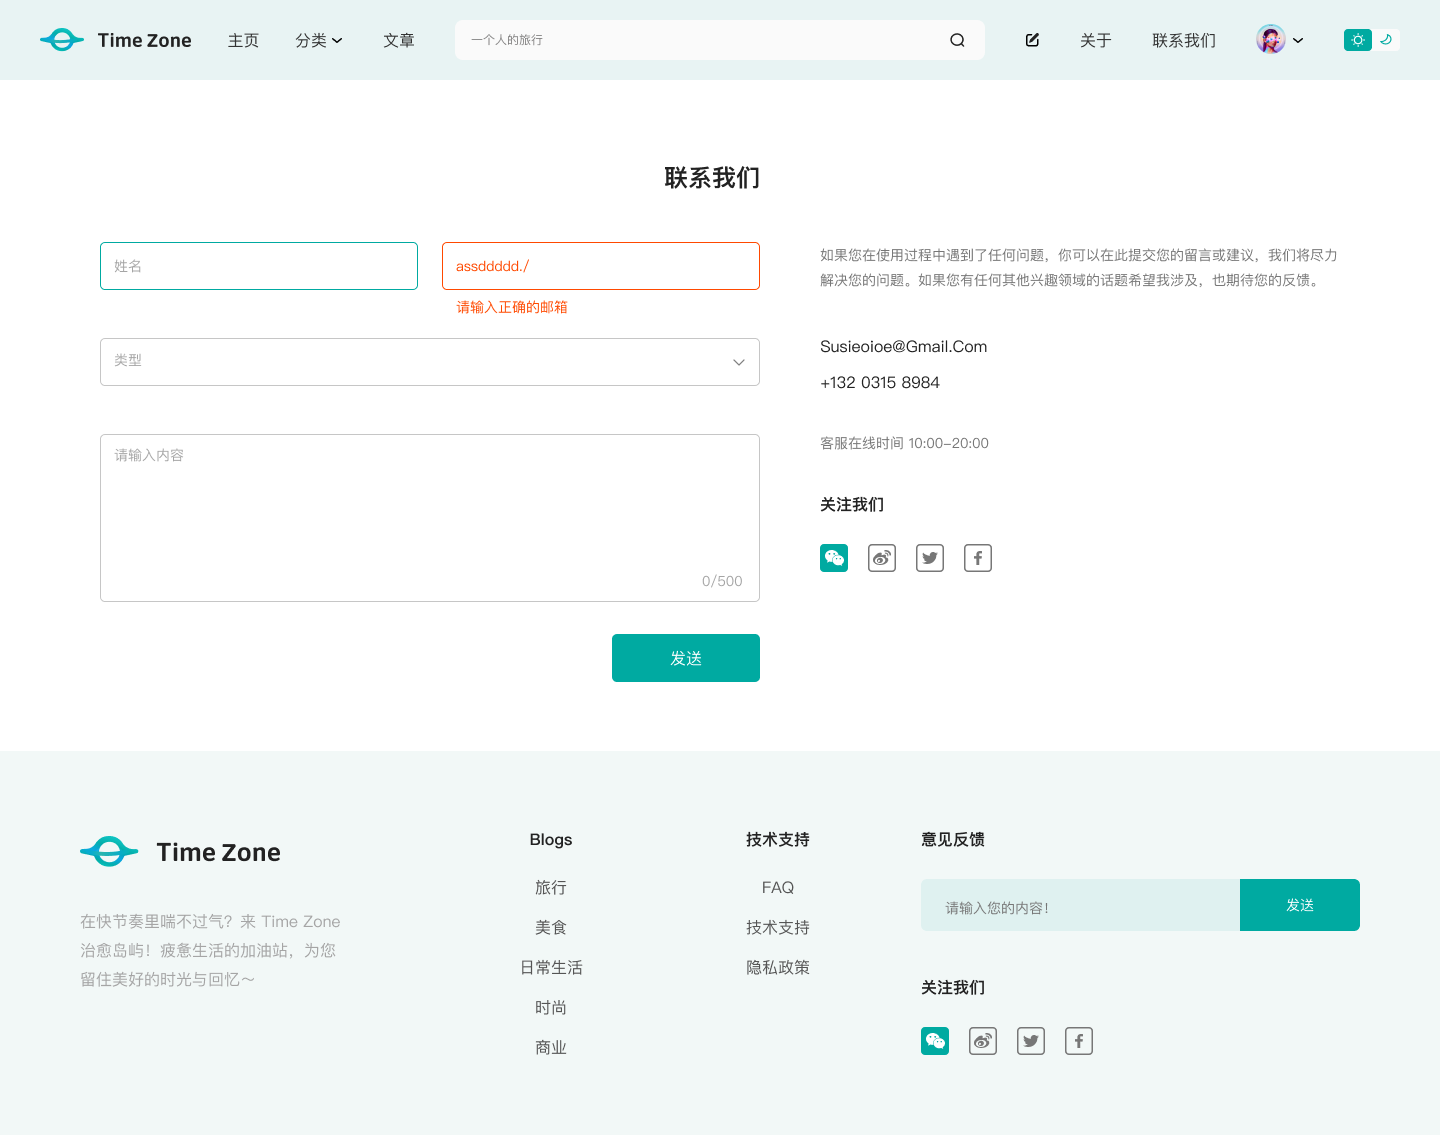 Time Zone
主页
分类
文章
一个人的旅行
关于
联系我们
联系我们
姓名
assddddd./
请输入正确的邮箱
类型
请输入内容
0/500
发送
如果您在使用过程中遇到了任何问题，你可以在此提交您的留言或建议，我们将尽力
解决您的问题。如果您有任何其他兴趣领域的话题希望我涉及，也期待您的反馈。
Susieoioe@Gmail.Com
+132 0315 8984
客服在线时间 10:00-20:00
关注我们
Time Zone
在快节奏里喘不过气？来 Time Zone
治愈岛屿！疲惫生活的加油站，为您
留住美好的时光与回忆～
Blogs
旅行
美食
日常生活
时尚
商业
技术支持
FAQ
技术支持
隐私政策
意见反馈
请输入您的内容！
发送
关注我们